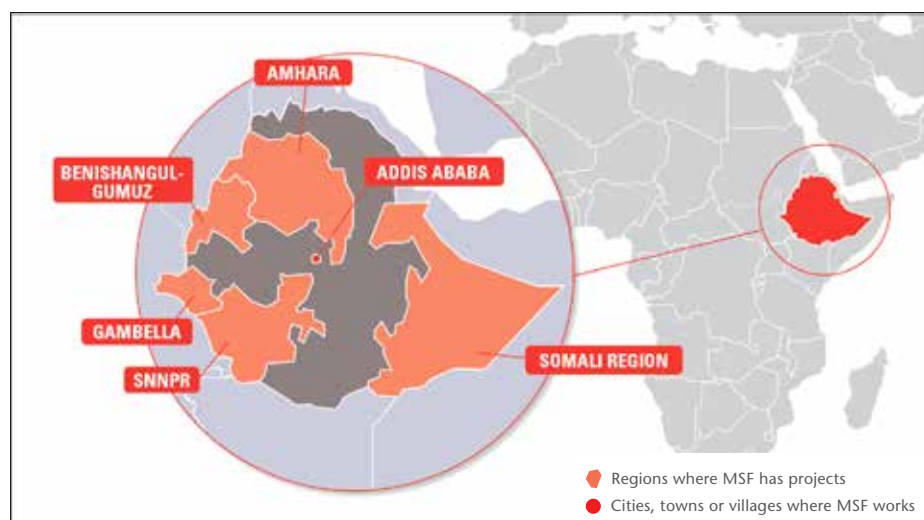 AMHARA
BENISHANGUL-
GUMUZ
ADDIS ABABA
GAMBELLA
SNNPR
SOMALI REGION
Regions where MSF has projects
Cities, towns or villages where MSF works